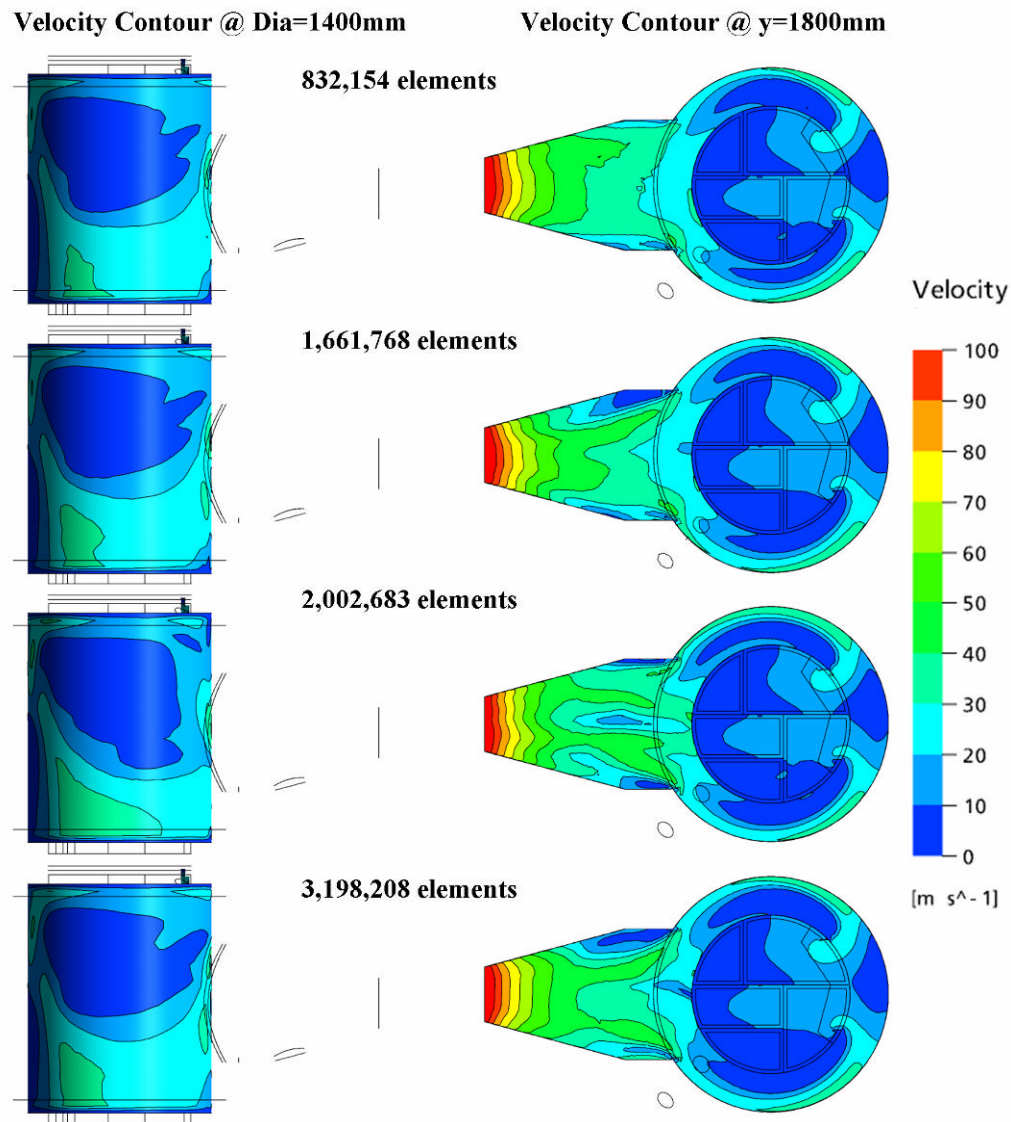 Velocity Contour @ Dia=1400mm
Velocity Contour @ y=1800mm
832,154 elements
1,661,768 elements
2,002,683 elements
3,198,208 elements
Velocity
100
90
80
70
60
50
40
30
20
10
0
[m s^-1]